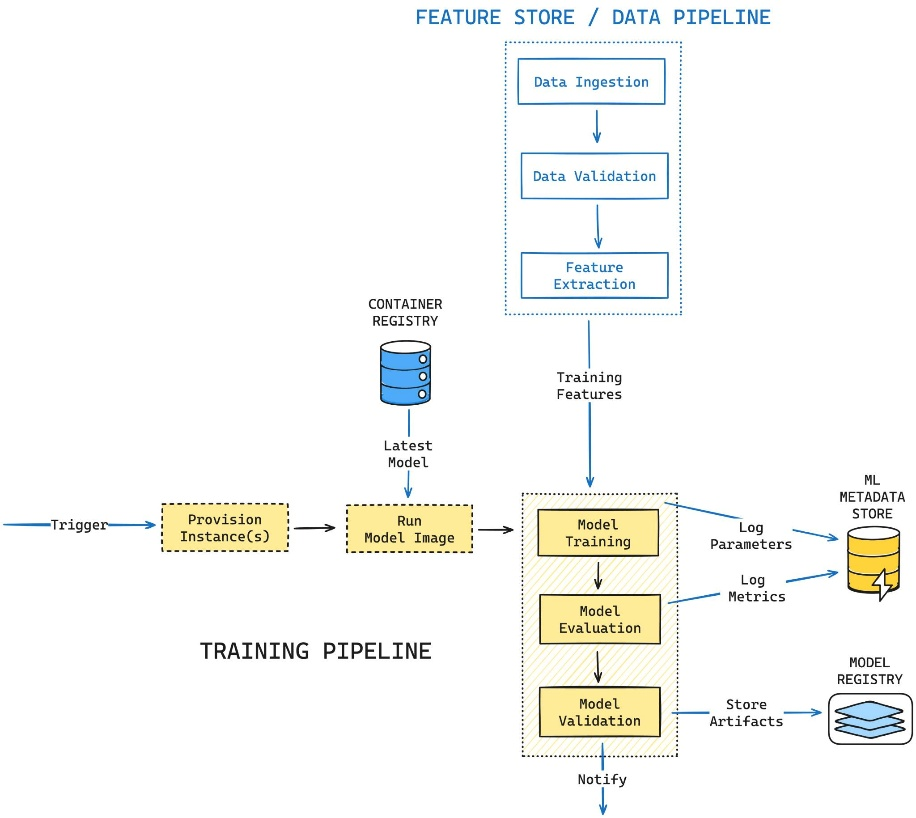 FEATURE STORE / DATA PIPELINE
Data Ingestion
Data Validation
Feature
Extraction
CONTAINER
REGISTRY
Training
Features
Latest
Model
ML
METADATA
STORE
Trigger
Provision
Instance(s)
Run
Model Image
Model
Training
Log
Parameters
Log
Metrics
Model
Evaluation
TRAINING PIPELINE
MODEL
REGISTRY
Model
Validation
Store
Artifacts
Notify